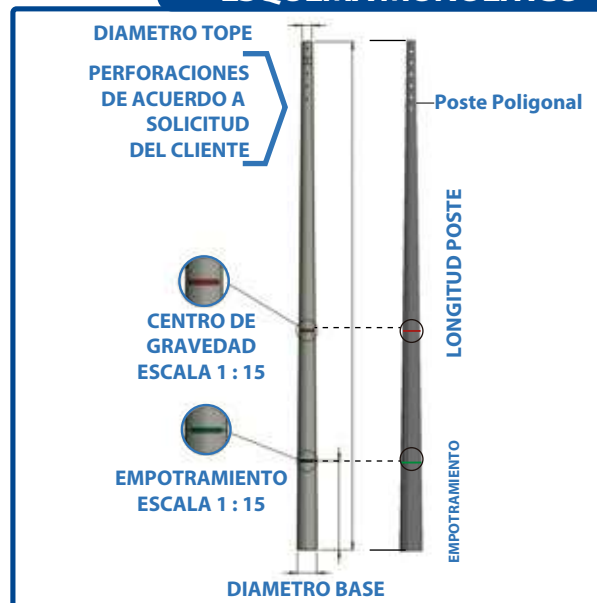 DIAMETRO TOPE
PERFORACIONES
DE ACUERDO A
SOLICITUD
DEL CLIENTE
Poste Poligonal
LONGITUD POSTE
CENTRO DE
GRAVEDAD
ESCALA 1 : 15
EMPOTRAMIENTO
ESCALA 1 : 15
EMPOTRAMIENTO
DIAMETRO BASE